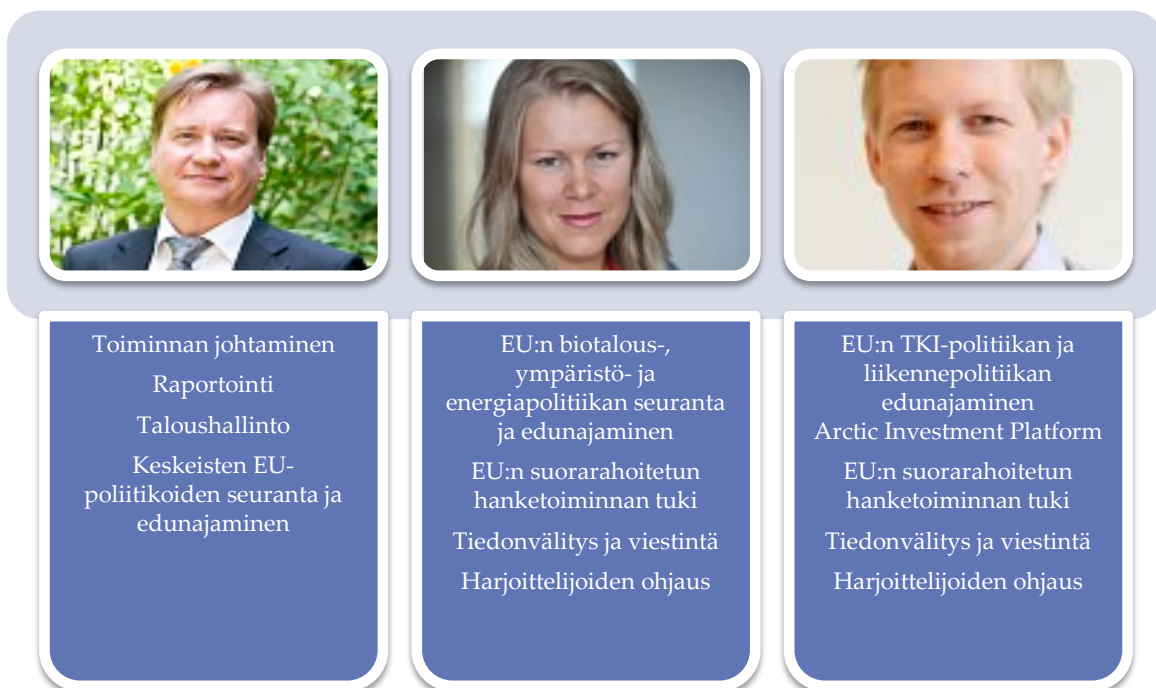 Toiminnan johtaminen
Raportointi
Taloushallinto
Keskeisten EU-
poliitikoiden seuranta ja
edunajaminen
EU:n biotalous-,
ympäristö- ja
energiapolitiikan seuranta
ja edunajaminen
EU:n suorarahoitetun
hanketoiminnan tuki
Tiedonvälitys ja viestintä
Harjoittelijoiden ohjaus
EU:n TKI-politiikan ja
liikennepolitiikan
edunajaminen
Arctic Investment Platform
EU:n suorarahoitetun
hanketoiminnan tuki
Tiedonvälitys ja viestintä
Harjoittelijoiden ohjaus